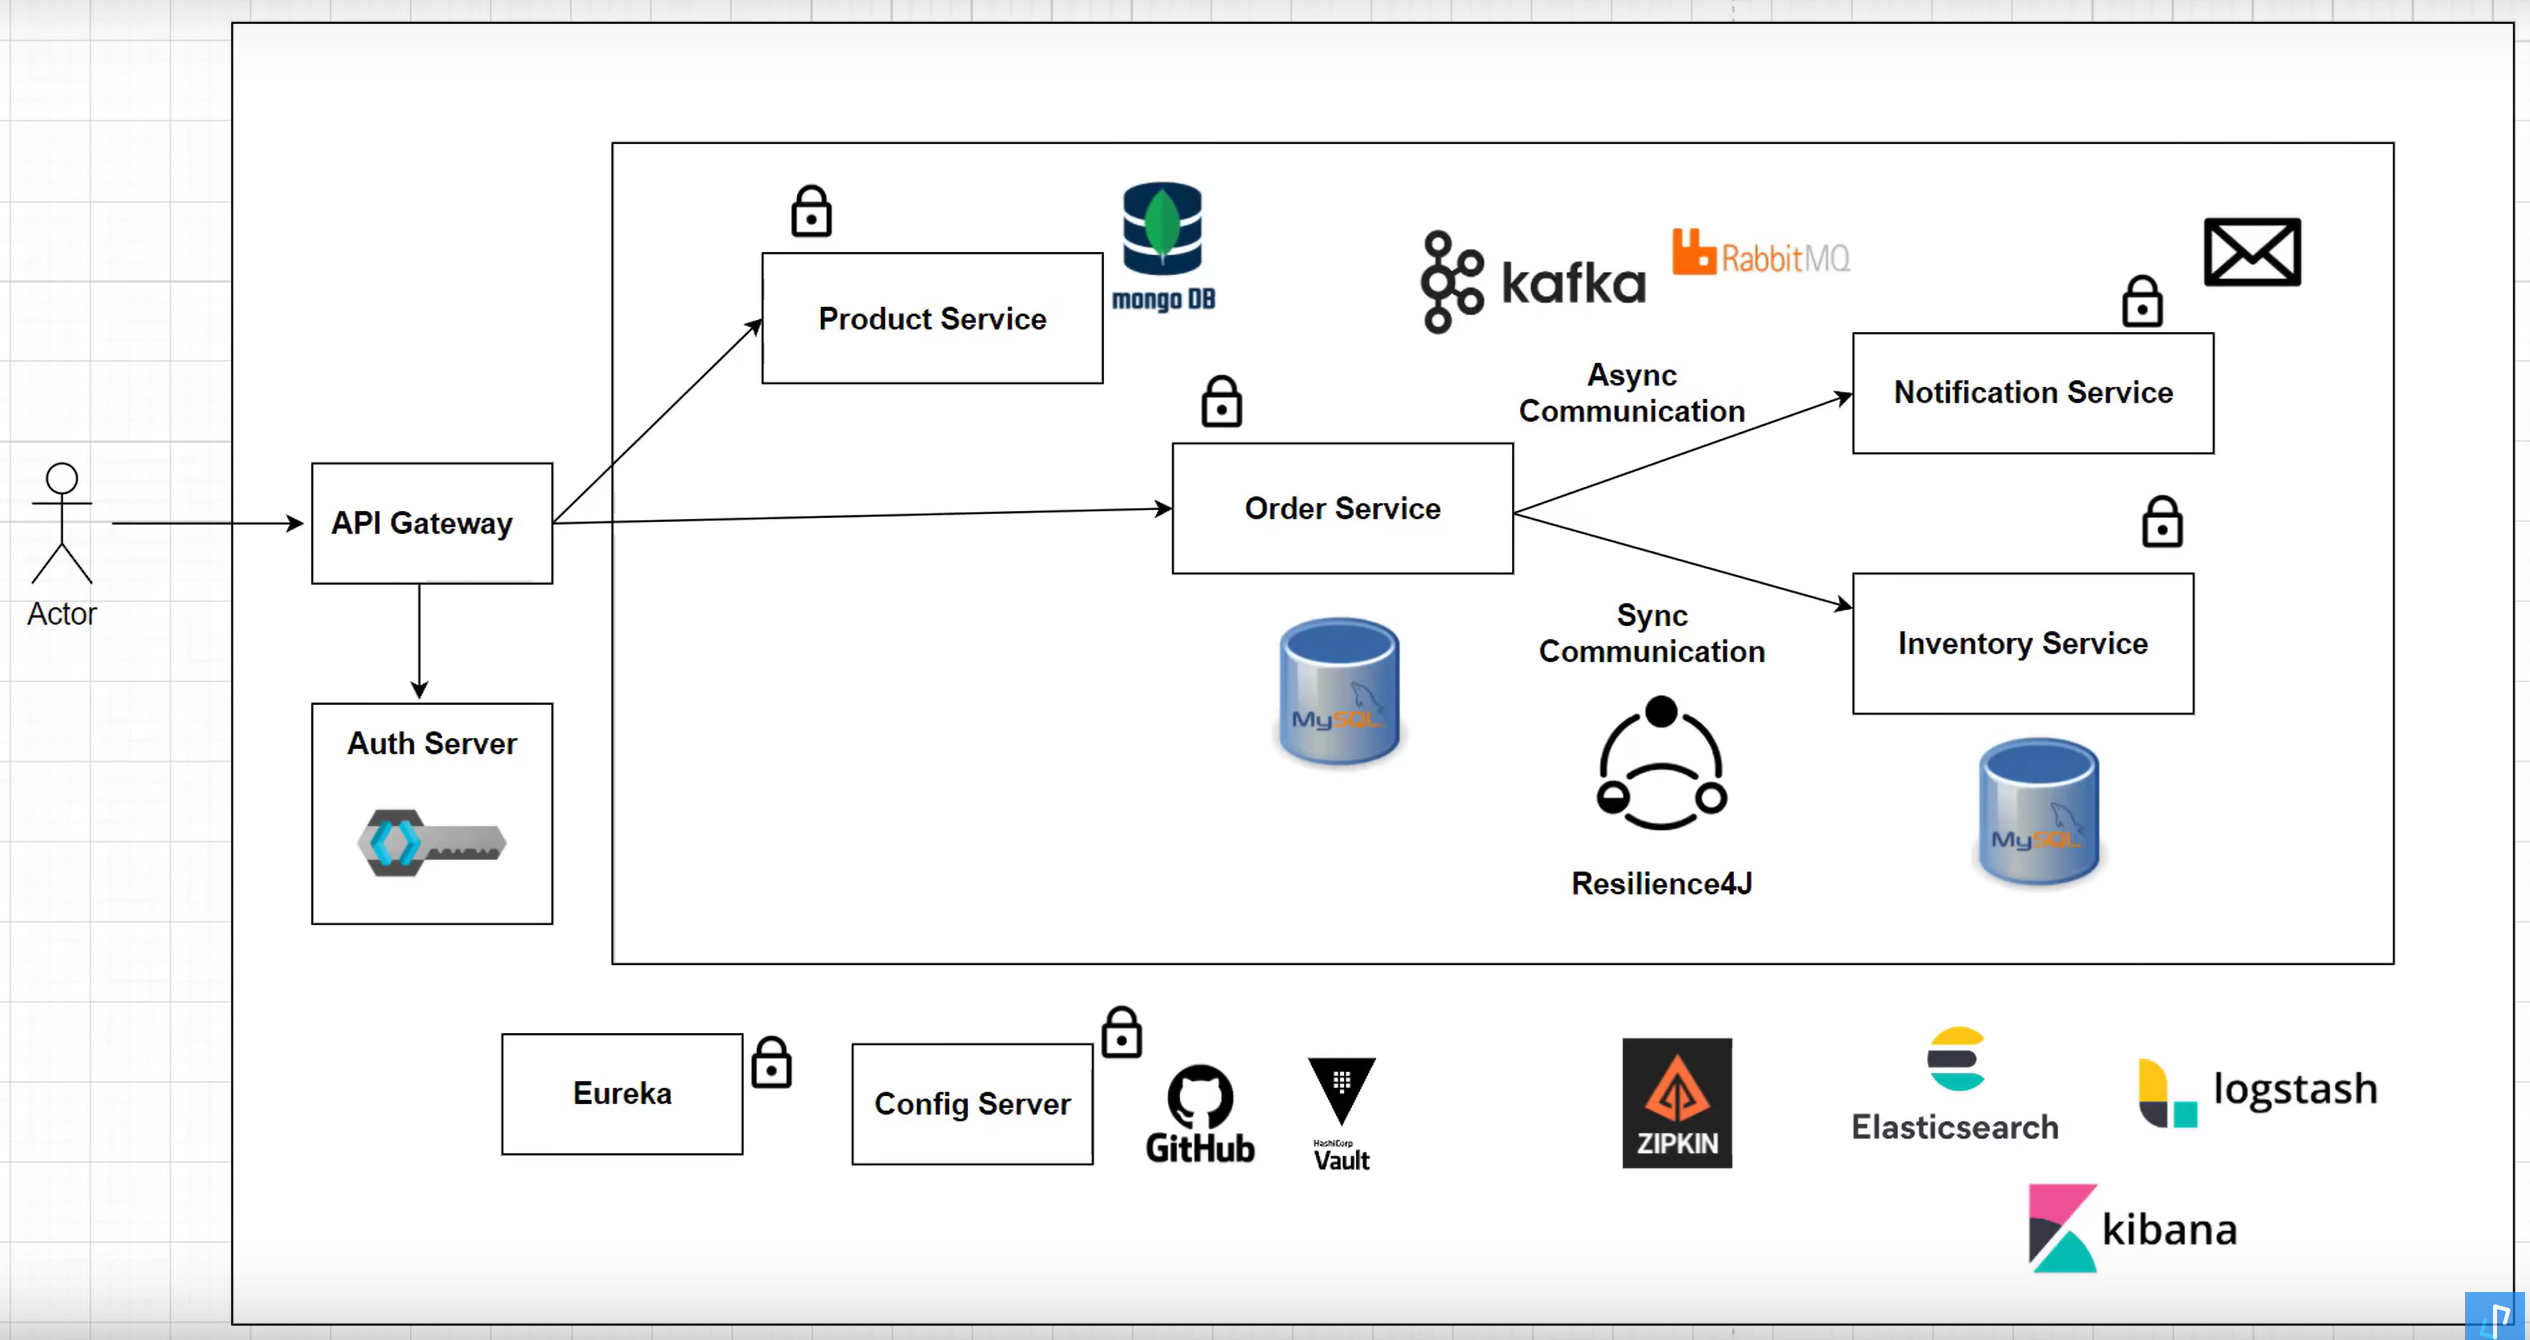 mongo DB
Product Service
kafka
RabbitMQ
Async
Communication
Notification Service
API Gateway
Order Service
Actor
Sync
Communication
Inventory Service
MySQL
Auth Server
MySQL
Resilience4J
Eureka
Config Server
GitHub
HashiCorp
Vault
ZIPKIN
Elasticsearch
logstash
kibana